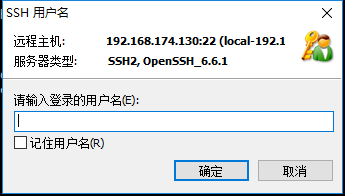 SSH 用户名
远程主机: 192.168.174.130:22 (local-192.1
服务器类型: SSH2, OpenSSH_6.6.1
请输入登录的用户名(E):
记住用户名(R)
确定 取消